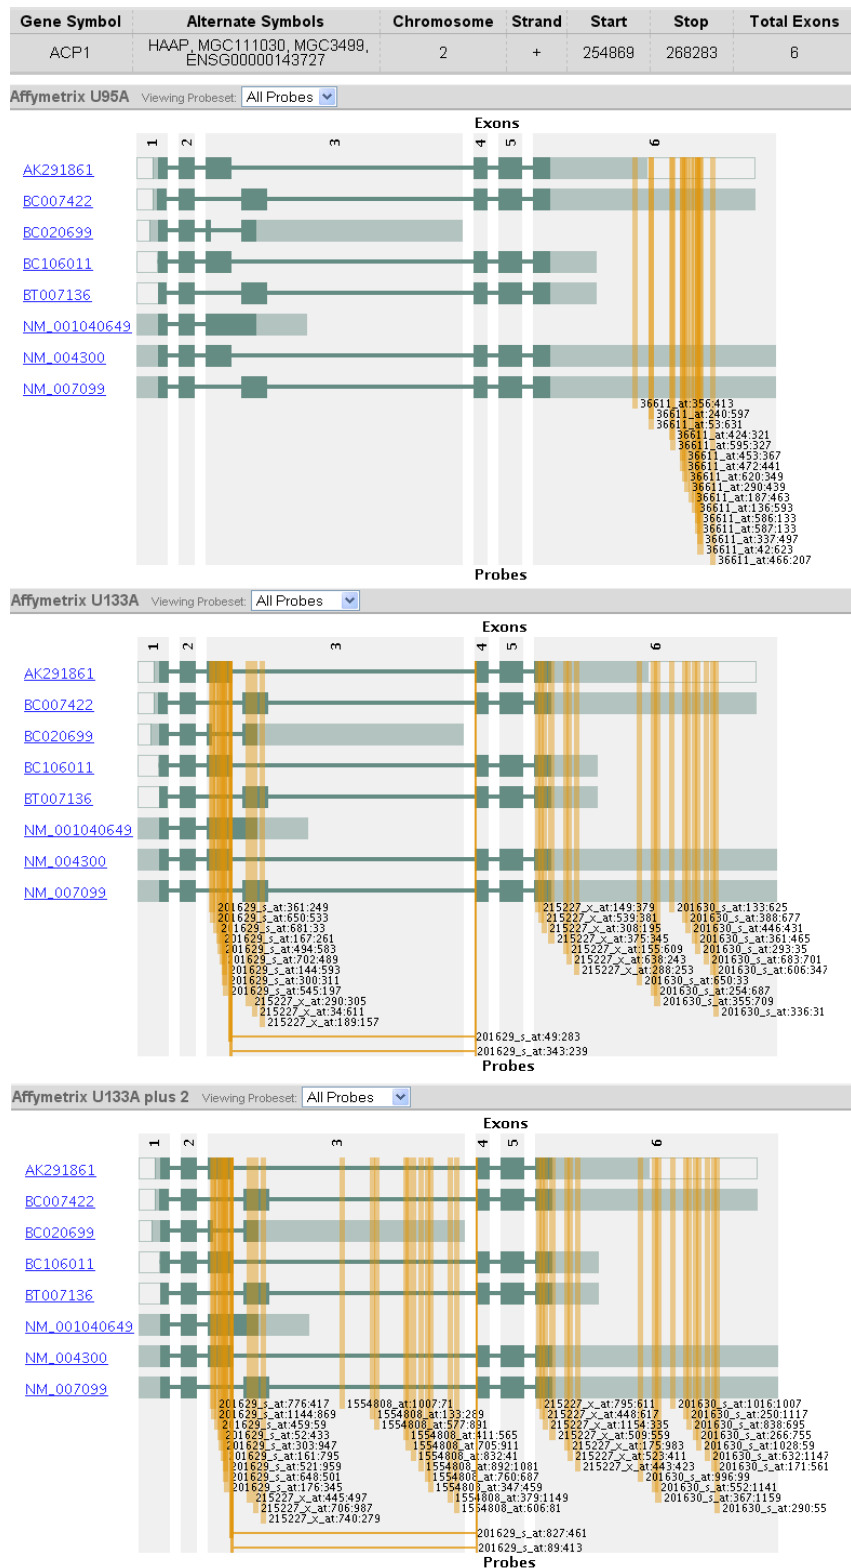 Gene Symbol Alternate Symbols Chromosome Strand Start Stop Total Exons
ACP1 HAAP, MGC111030, MGC3499, ENSG00000143727 2 + 254869 268283 6
Affymetrix U95A Viewing Probeset: All Probes
Exons
1 2 3 4 5 6
AK291861
BC007422
BC020699
BC106011
BT007136
NM_001040649
NM_004300
NM_007099
36611_at:356:413
36611_at:240:597
36611_at:53:631
36611_at:424:321
36611_at:595:327
36611_at:453:367
36611_at:472:441
36611_at:620:349
36611_at:290:439
36611_at:187:463
36611_at:136:593
36611_at:586:133
36611_at:587:133
36611_at:337:497
36611_at:42:623
36611_at:466:207
Probes
Affymetrix U133A Viewing Probeset: All Probes
Exons
1 2 3 4 5 6
AK291861
BC007422
BC020699
BC106011
BT007136
NM_001040649
NM_004300
NM_007099
201629_s_at:361:249 215227_x_at:149:379 201630_s_at:133:625
201629_s_at:650:533 215227_x_at:539:381 201630_s_at:388:677
201629_s_at:681:33 215227_x_at:308:195 201630_s_at:446:431
201629_s_at:167:261 215227_x_at:375:345 201630_s_at:361:465
201629_s_at:494:583 215227_x_at:155:609 201630_s_at:293:35
201629_s_at:702:489 215227_x_at:638:243 201630_s_at:683:701
201629_s_at:144:593 215227_x_at:288:253 201630_s_at:606:347
201629_s_at:300:311 201630_s_at:650:33
201629_s_at:545:197 201630_s_at:254:687
215227_x_at:290:305 201630_s_at:355:709
215227_x_at:34:611 201630_s_at:336:31
215227_x_at:189:157
201629_s_at:49:283
201629_s_at:343:239
Probes
Affymetrix U133A plus 2 Viewing Probeset: All Probes
Exons
1 2 3 4 5 6
AK291861
BC007422
BC020699
BC106011
BT007136
NM_001040649
NM_004300
NM_007099
201629_s_at:776:417 1554808_at:1007:71 215227_x_at:795:611 201630_s_at:1016:1007
201629_s_at:1144:869 1554808_at:133:289 215227_x_at:448:617 201630_s_at:250:1117
201629_s_at:459:59 1554808_at:577:891 215227_x_at:1154:335 201630_s_at:838:695
201629_s_at:52:433 1554808_at:411:565 215227_x_at:509:559 201630_s_at:266:755
201629_s_at:303:947 1554808_at:705:911 215227_x_at:175:983 201630_s_at:1028:59
201629_s_at:161:795 1554808_at:832:41 215227_x_at:523:411 201630_s_at:632:1147
201629_s_at:521:959 1554808_at:892:1081 215227_x_at:443:423 201630_s_at:171:561
201629_s_at:648:501 1554808_at:760:687 201630_s_at:996:99
201629_s_at:176:345 1554808_at:347:459 201630_s_at:552:1141
215227_x_at:445:497 1554808_at:379:1149 201630_s_at:367:1159
215227_x_at:706:987 1554808_at:606:81 201630_s_at:290:55
215227_x_at:740:279
201629_s_at:827:461
201629_s_at:89:413
Probes